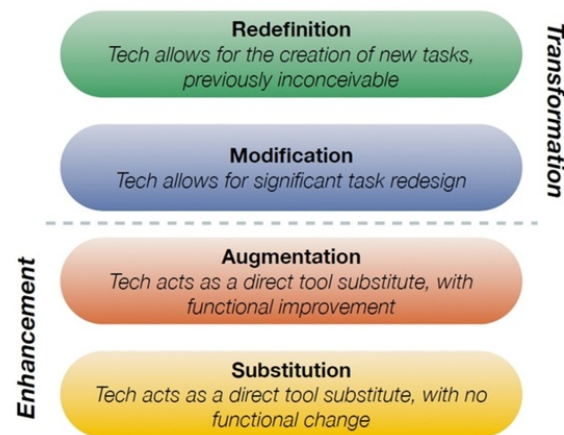 Redefinition
Tech allows for the creation of new tasks,
previously inconceivable
Transformation
Modification
Tech allows for significant task redesign
Augmentation
Tech acts as a direct tool substitute, with
functional improvement
Enhancement
Substitution
Tech acts as a direct tool substitute, with no
functional change